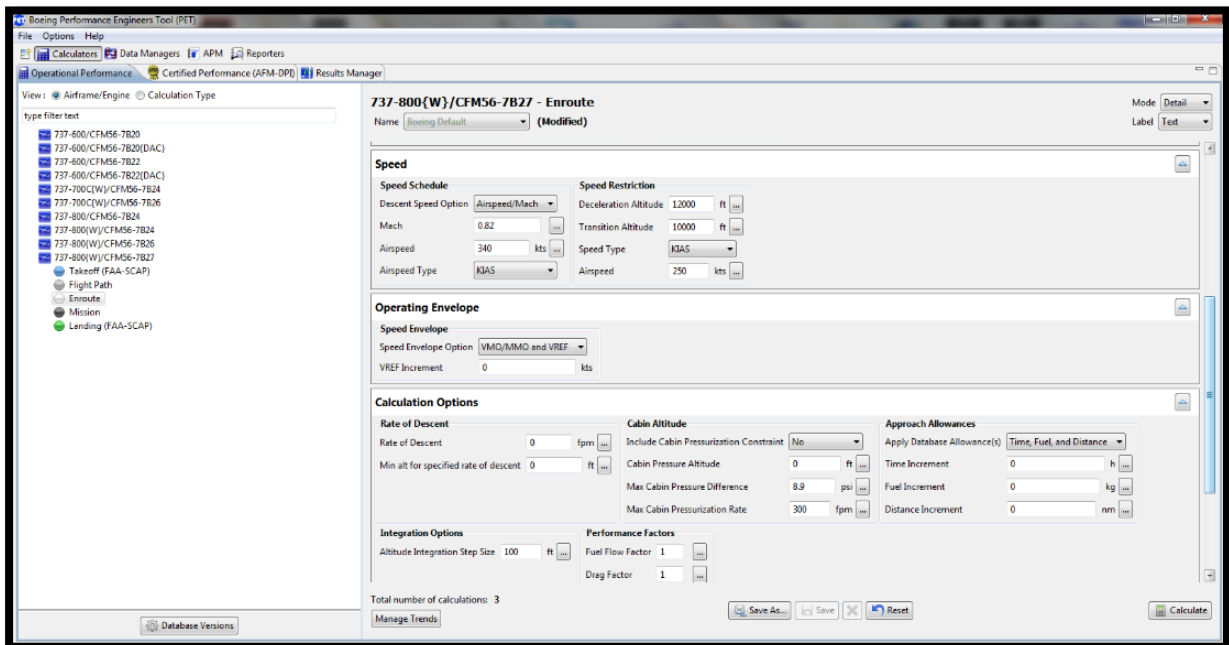 Boeing Performance Engineers Tool (PET)
File Options Help
Calculators Data Managers APM Reporters
Operational Performance Certified Performance (AFM-DPI) Results Manager
View: Airframe/Engine Calculation Type
type filter text
737-600/CFM56-7B20
737-600/CFM56-7B20{DAC}
737-600/CFM56-7B22
737-600/CFM56-7B22{DAC}
737-700C{W}/CFM56-7B24
737-700C{W}/CFM56-7B26
737-800/CFM56-7B24
737-800{W}/CFM56-7B24
737-800{W}/CFM56-7B26
737-800{W}/CFM56-7B27
Takeoff (FAA-SCAP)
Flight Path
Enroute
Mission
Landing (FAA-SCAP)
Database Versions
737-800{W}/CFM56-7B27 - Enroute
Name Boeing Default (Modified)
Mode Detail
Label Text
Speed
Speed Schedule
Descent Speed Option Airspeed/Mach
Mach 0.82 ...
Airspeed 340 kts ...
Airspeed Type KIAS
Speed Restriction
Deceleration Altitude 12000 ft ...
Transition Altitude 10000 ft ...
Speed Type KIAS
Airspeed 250 kts ...
Operating Envelope
Speed Envelope
Speed Envelope Option VMO/MMO and VREF
VREF Increment 0 kts
Calculation Options
Rate of Descent
Rate of Descent 0 fpm ...
Min alt for specified rate of descent 0 ft ...
Cabin Altitude
Include Cabin Pressurization Constraint No
Cabin Pressure Altitude 0 ft ...
Max Cabin Pressure Difference 8.9 psi ...
Max Cabin Pressurization Rate 300 fpm ...
Approach Allowances
Apply Database Allowance(s) Time, Fuel, and Distance
Time Increment 0 h ...
Fuel Increment 0 kg ...
Distance Increment 0 nm ...
Integration Options
Altitude Integration Step Size 100 ft ...
Performance Factors
Fuel Flow Factor 1 ...
Drag Factor 1 ...
Total number of calculations: 3
Manage Trends
Save As... Save Reset
Calculate